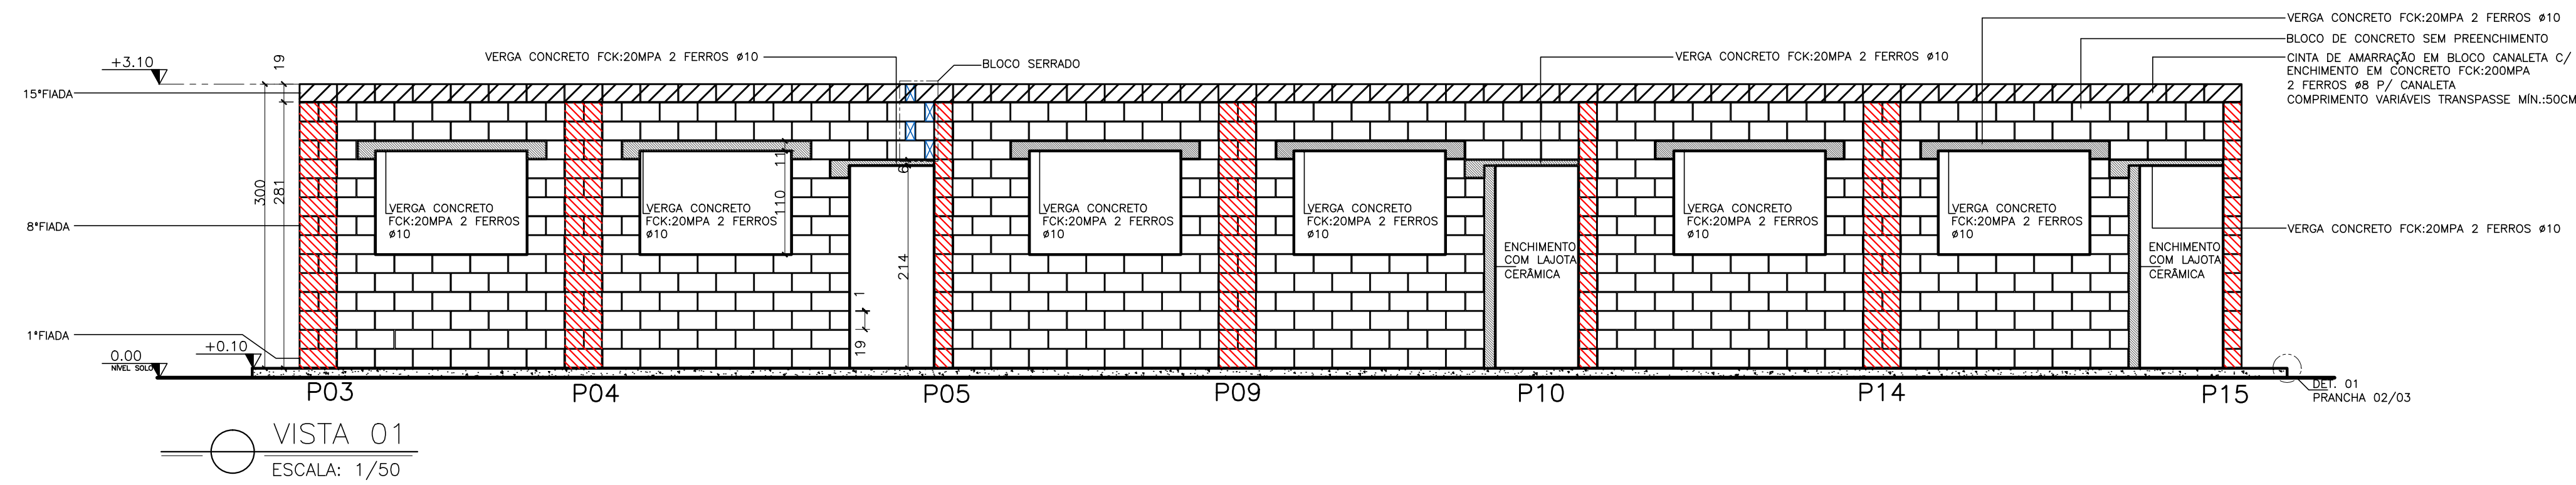 VERGA CONCRETO FCK:20MPA 2 FERROS ø10
BLOCO DE CONCRETO SEM PREENCHIMENTO
CINTA DE AMARRAÇÃO EM BLOCO CANALETA C/
ENCHIMENTO EM CONCRETO FCK:200MPA
2 FERROS ø8 P/ CANALETA
COMPRIMENTO VARIÁVEIS TRANSPASSE MÍN.:50CM
VERGA CONCRETO FCK:20MPA 2 FERROS ø10
BLOCO SERRADO
VERGA CONCRETO FCK:20MPA 2 FERROS ø10
+3.10
19
15°FIADA
300
281
8°FIADA
1°FIADA
+0.10
0.00
NÍVEL SOLO
VERGA CONCRETO
FCK:20MPA 2 FERROS
ø10
VERGA CONCRETO
FCK:20MPA 2 FERROS
ø10
11
110
6
214
1
19
VERGA CONCRETO
FCK:20MPA 2 FERROS
ø10
VERGA CONCRETO
FCK:20MPA 2 FERROS
ø10
ENCHIMENTO
COM LAJOTA
CERÂMICA
VERGA CONCRETO
FCK:20MPA 2 FERROS
ø10
VERGA CONCRETO
FCK:20MPA 2 FERROS
ø10
ENCHIMENTO
COM LAJOTA
CERÂMICA
VERGA CONCRETO FCK:20MPA 2 FERROS ø10
P03
P04
P05
P09
P10
P14
P15
DET. 01
PRANCHA 02/03
VISTA 01
ESCALA: 1/50